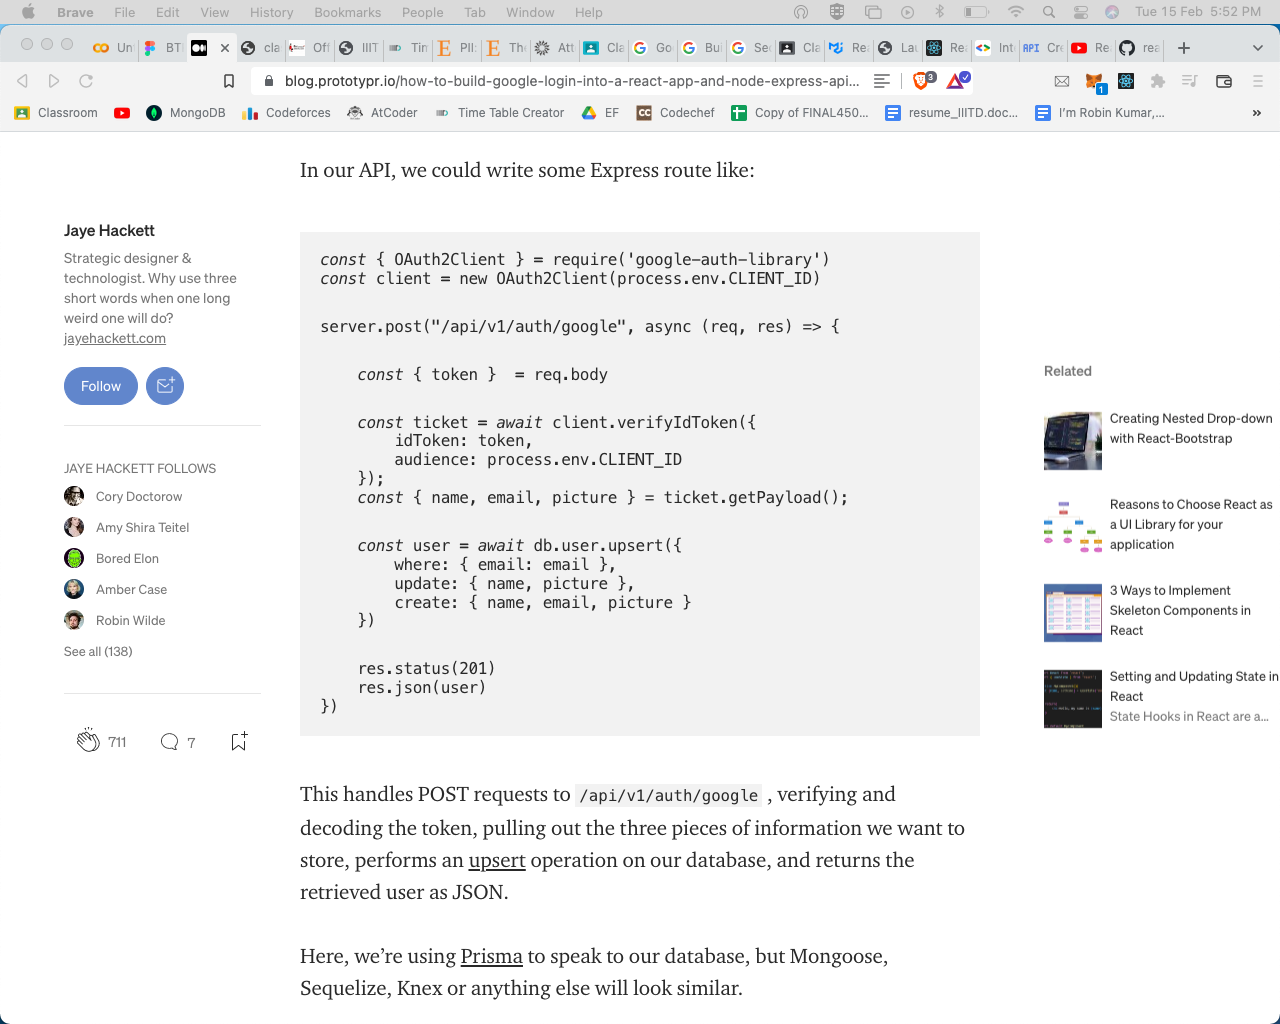 Brave File Edit View History Bookmarks People Tab Window Help Tue 15 Feb 5:52 PM
Un BT cla Off IIIT Tin PII: The Att Cla Go Bu Se Cla Rea Lau Rea Inte API Cre Re rea
blog.prototypr.io/how-to-build-google-login-into-a-react-app-and-node-express-api... 3 1
Classroom MongoDB Codeforces AtCoder Time Table Creator EF CC Codechef Copy of FINAL450... resume_IIITD.doc... I'm Robin Kumar,... »
In our API, we could write some Express route like:
Jaye Hackett
Strategic designer &
technologist. Why use three
short words when one long
weird one will do?
jayehackett.com
Follow
JAYE HACKETT FOLLOWS
Cory Doctorow
Amy Shira Teitel
Bored Elon
Amber Case
Robin Wilde
See all (138)
711 7
const { OAuth2Client } = require('google-auth-library')
const client = new OAuth2Client(process.env.CLIENT_ID)
server.post("/api/v1/auth/google", async (req, res) => {
const { token }  = req.body
const ticket = await client.verifyIdToken({
idToken: token,
audience: process.env.CLIENT_ID
});
const { name, email, picture } = ticket.getPayload();
const user = await db.user.upsert({
where: { email: email },
update: { name, picture },
create: { name, email, picture }
})
res.status(201)
res.json(user)
})
This handles POST requests to /api/v1/auth/google , verifying and
decoding the token, pulling out the three pieces of information we want to
store, performs an upsert operation on our database, and returns the
retrieved user as JSON.
Here, we're using Prisma to speak to our database, but Mongoose,
Sequelize, Knex or anything else will look similar.
Related
Creating Nested Drop-down
with React-Bootstrap
Reasons to Choose React as
a UI Library for your
application
3 Ways to Implement
Skeleton Components in
React
Setting and Updating State in
React
State Hooks in React are a...